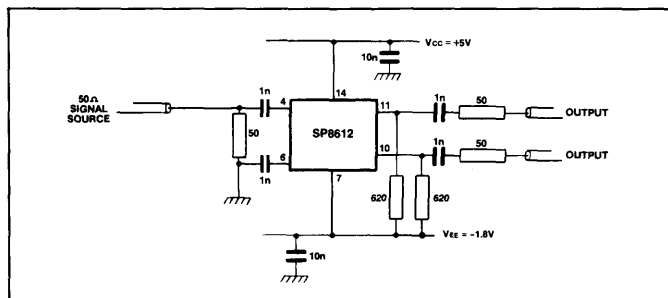 VCC = +5V
10n
14
50Ω
SIGNAL
SOURCE
1n
4
11
1n
50
OUTPUT
50
SP8612
10
1n
50
OUTPUT
6
1n
7
620
620
VEE = -1.8V
10n